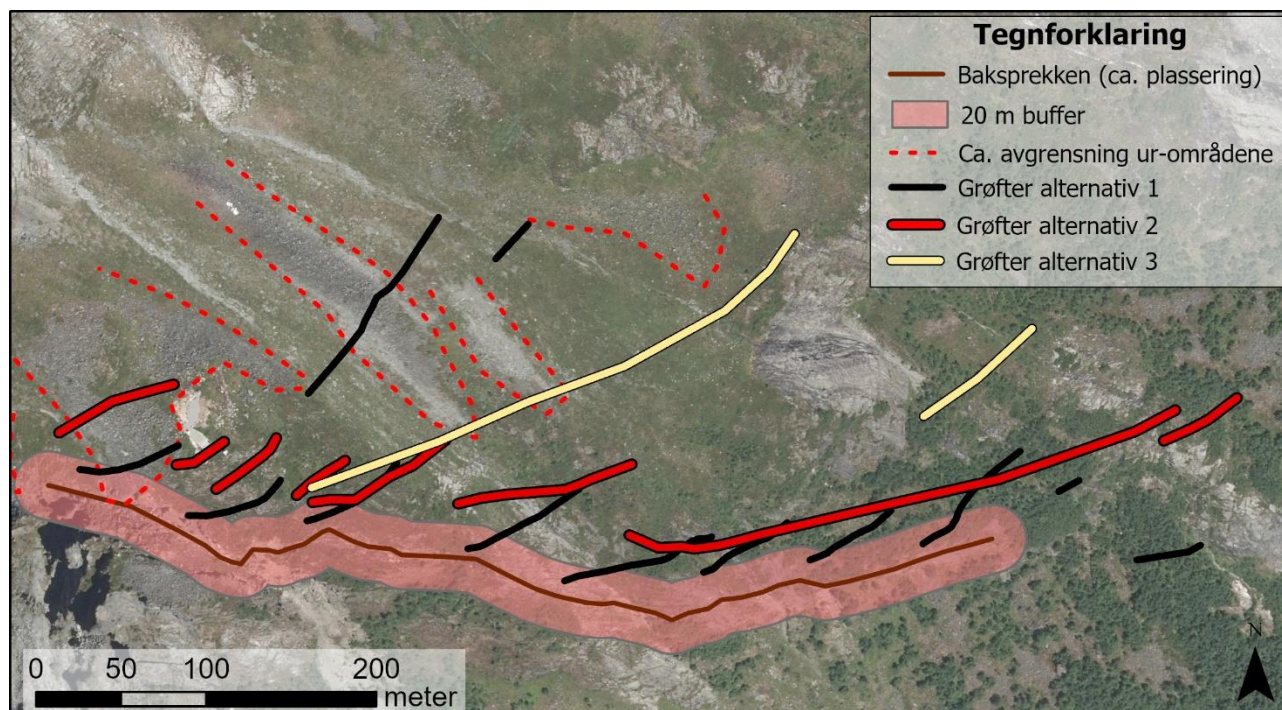 Tegnforklaring
Baksprekken (ca. plassering)
20 m buffer
Ca. avgrensning ur-områdene
Grøfter alternativ 1
Grøfter alternativ 2
Grøfter alternativ 3
N
0 50 100 200
meter